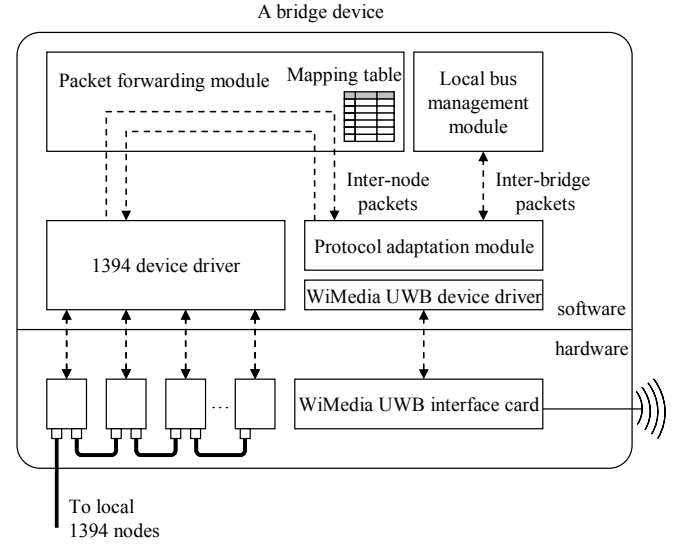 A bridge device
Packet forwarding module
Mapping table
Local bus
management
module
Inter-node
packets
Inter-bridge
packets
1394 device driver
Protocol adaptation module
WiMedia UWB device driver
software
hardware
...
WiMedia UWB interface card
To local
1394 nodes